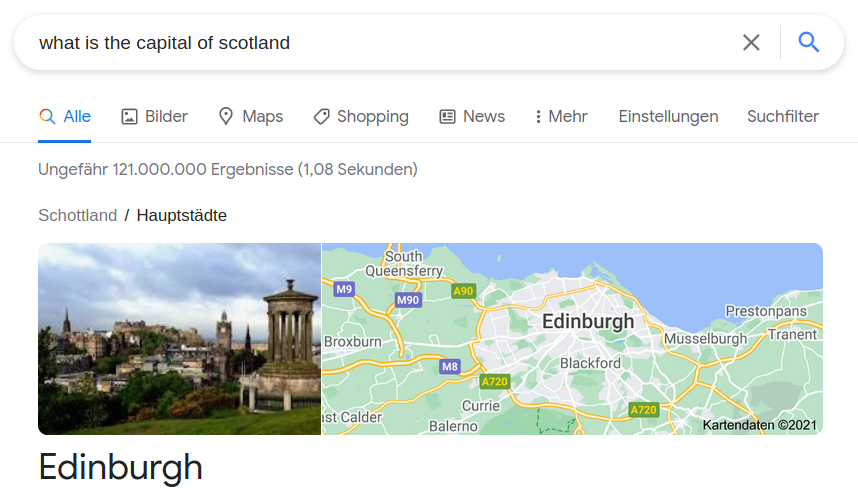 what is the capital of scotland
Alle Bilder Maps Shopping News Mehr Einstellungen Suchfilter
Ungefähr 121.000.000 Ergebnisse (1,08 Sekunden)
Schottland / Hauptstädte
South
Queensferry
M9
M90
A90
Prestonpans
Edinburgh
Tranent
Broxburn
Musselburgh
Blackford
M8
A720
Currie
A720
ast Calder
Balerno
Kartendaten ©2021
Edinburgh